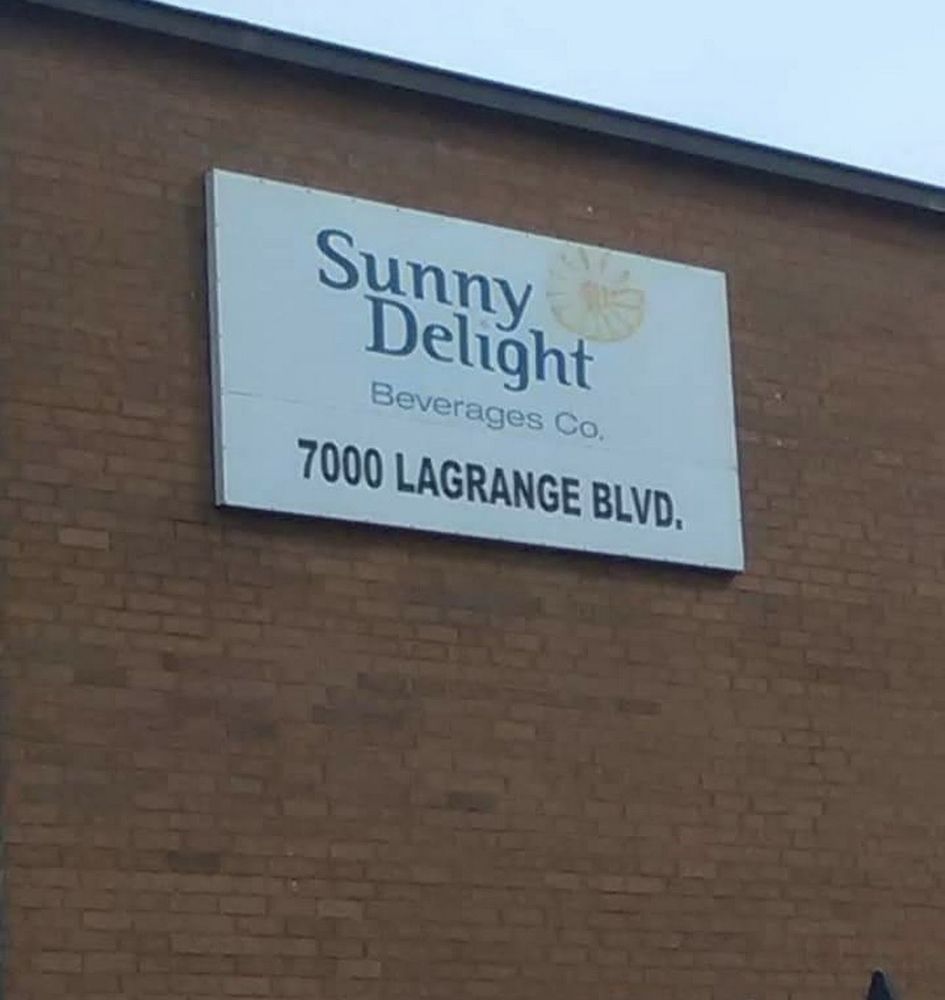 Sunny
Delight
Beverages Co.
7000 LAGRANGE BLVD.